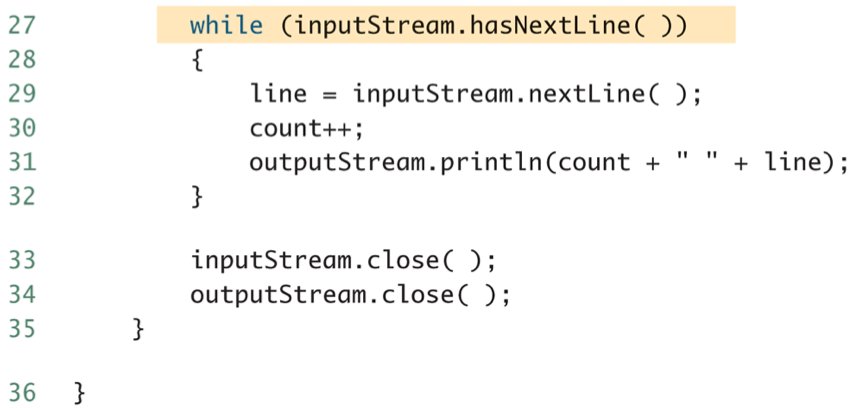 27 while (inputStream.hasNextLine( ))
28 {
29 line = inputStream.nextLine( );
30 count++;
31 outputStream.println(count + " " + line);
32 }
33 inputStream.close( );
34 outputStream.close( );
35 }
36 }